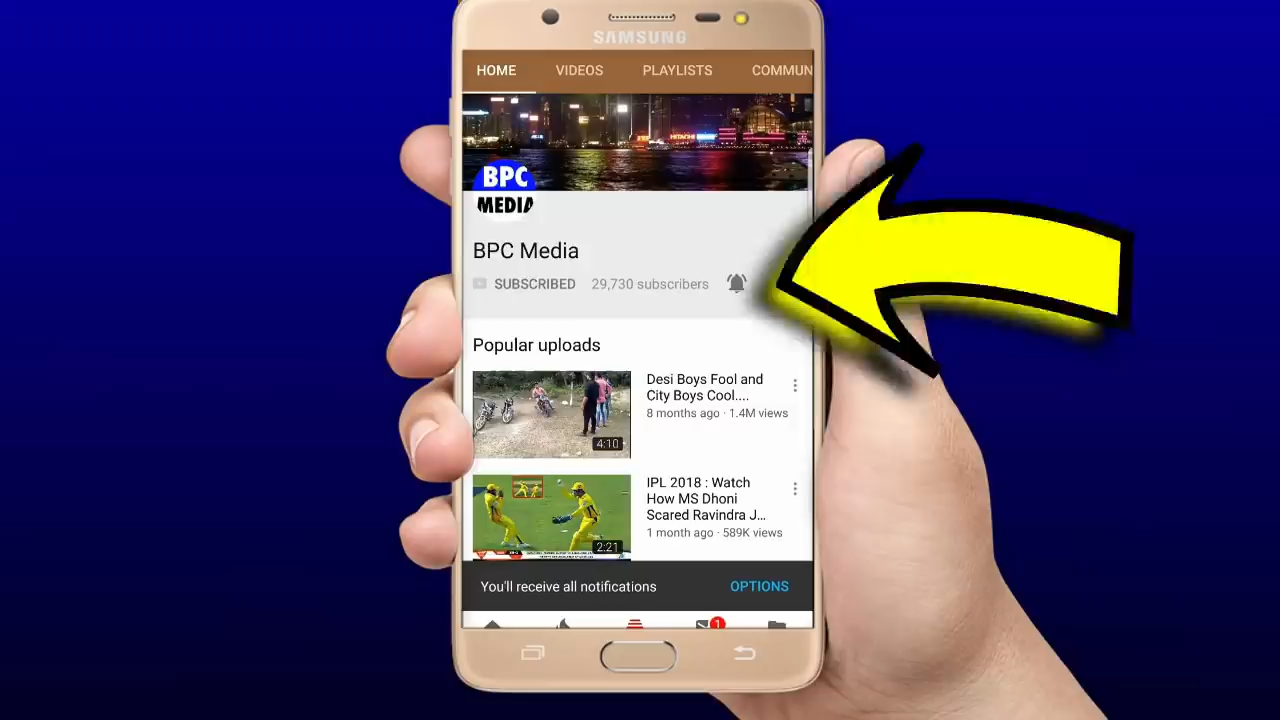 SAMSUNG
HOME VIDEOS PLAYLISTS COMMUN
HITACHI
BPC
MEDIA
BPC Media
SUBSCRIBED 29,730 subscribers
Popular uploads
Desi Boys Fool and
City Boys Cool....
8 months ago · 1.4M views
4:10
IPL 2018 : Watch
How MS Dhoni
Scared Ravindra J...
1 month ago · 589K views
2:21
You'll receive all notifications OPTIONS
1